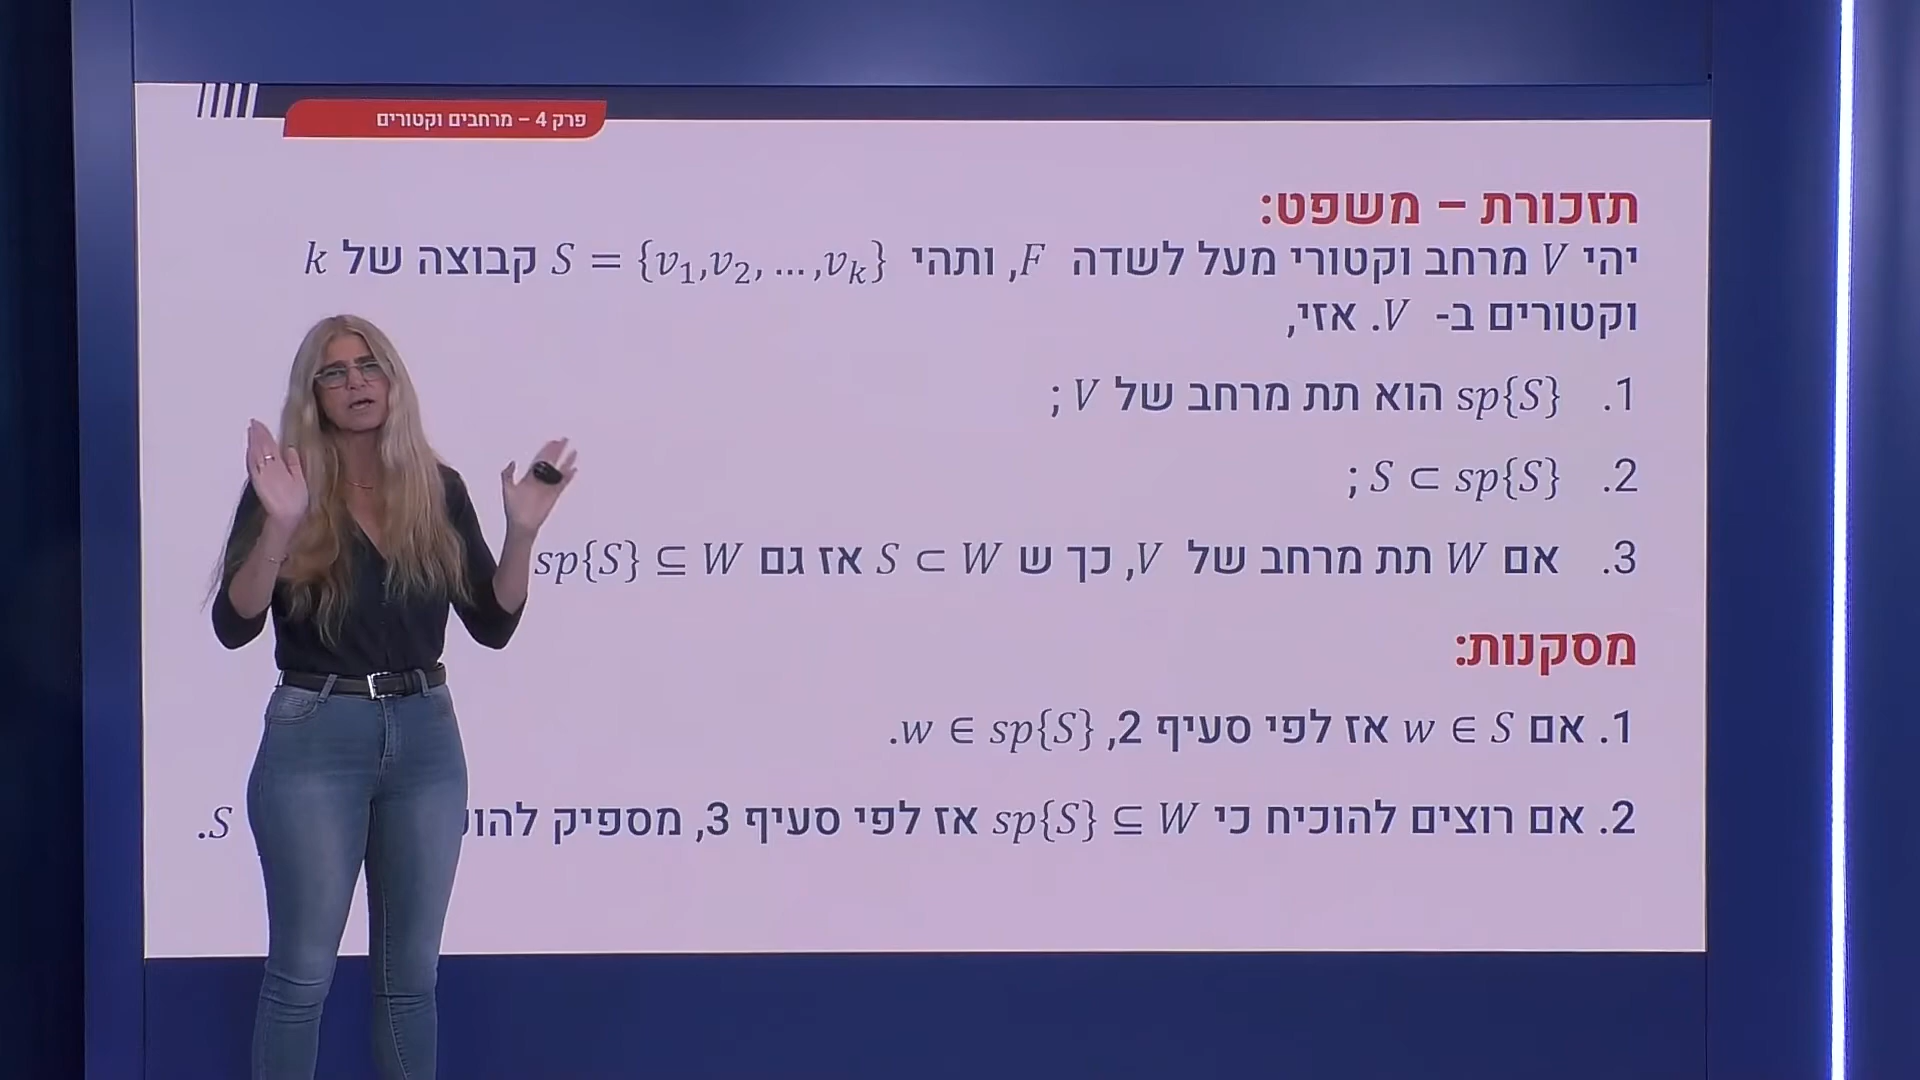 פרק 4 – מרחבים וקטורים
תזכורת – משפט:
יהי V מרחב וקטורי מעל לשדה F, ותהי S = {v₁,v₂, … ,vₖ} קבוצה של k
וקטורים ב- V. אזי,
1. sp{S} הוא תת מרחב של V ;
2. S ⊂ sp{S} ;
3. אם W תת מרחב של V, כך ש S ⊂ W אז גם sp{S} ⊆ W
מסקנות:
1. אם w ∈ S אז לפי סעיף 2, w ∈ sp{S}.
2. אם רוצים להוכיח כי sp{S} ⊆ W אז לפי סעיף 3, מספיק S.